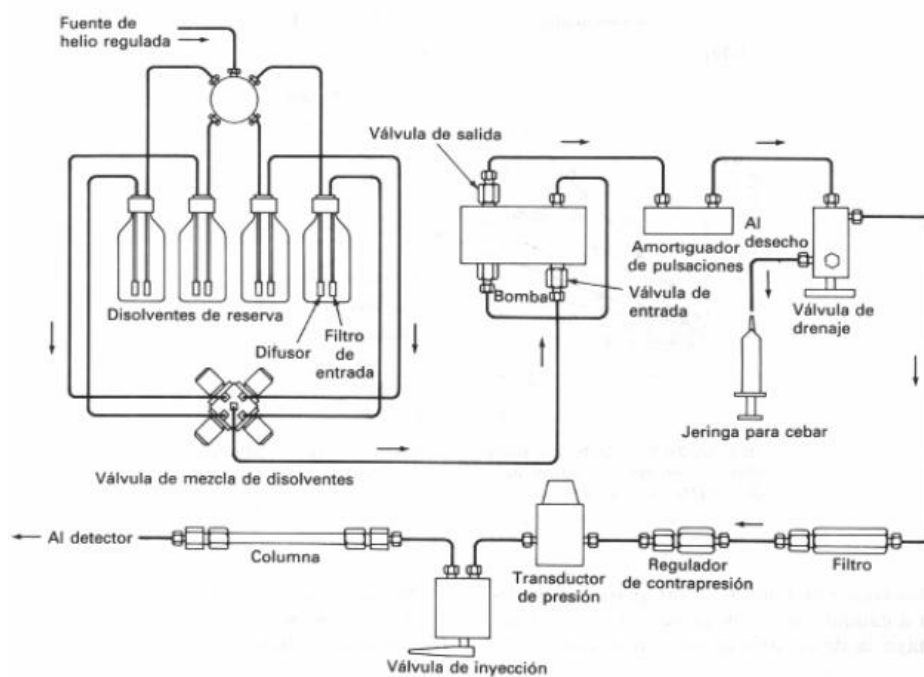 Fuente de
helio regulada
Válvula de salida
Disolventes de reserva
Difusor
Filtro
de
entrada
Bomba
Válvula de
entrada
Amortiguador
de pulsaciones
Al
desecho
Válvula de
drenaje
Jeringa para cebar
Válvula de mezcla de disolventes
Al detector
Columna
Válvula de inyección
Transductor
de presión
Regulador
de contrapresión
Filtro